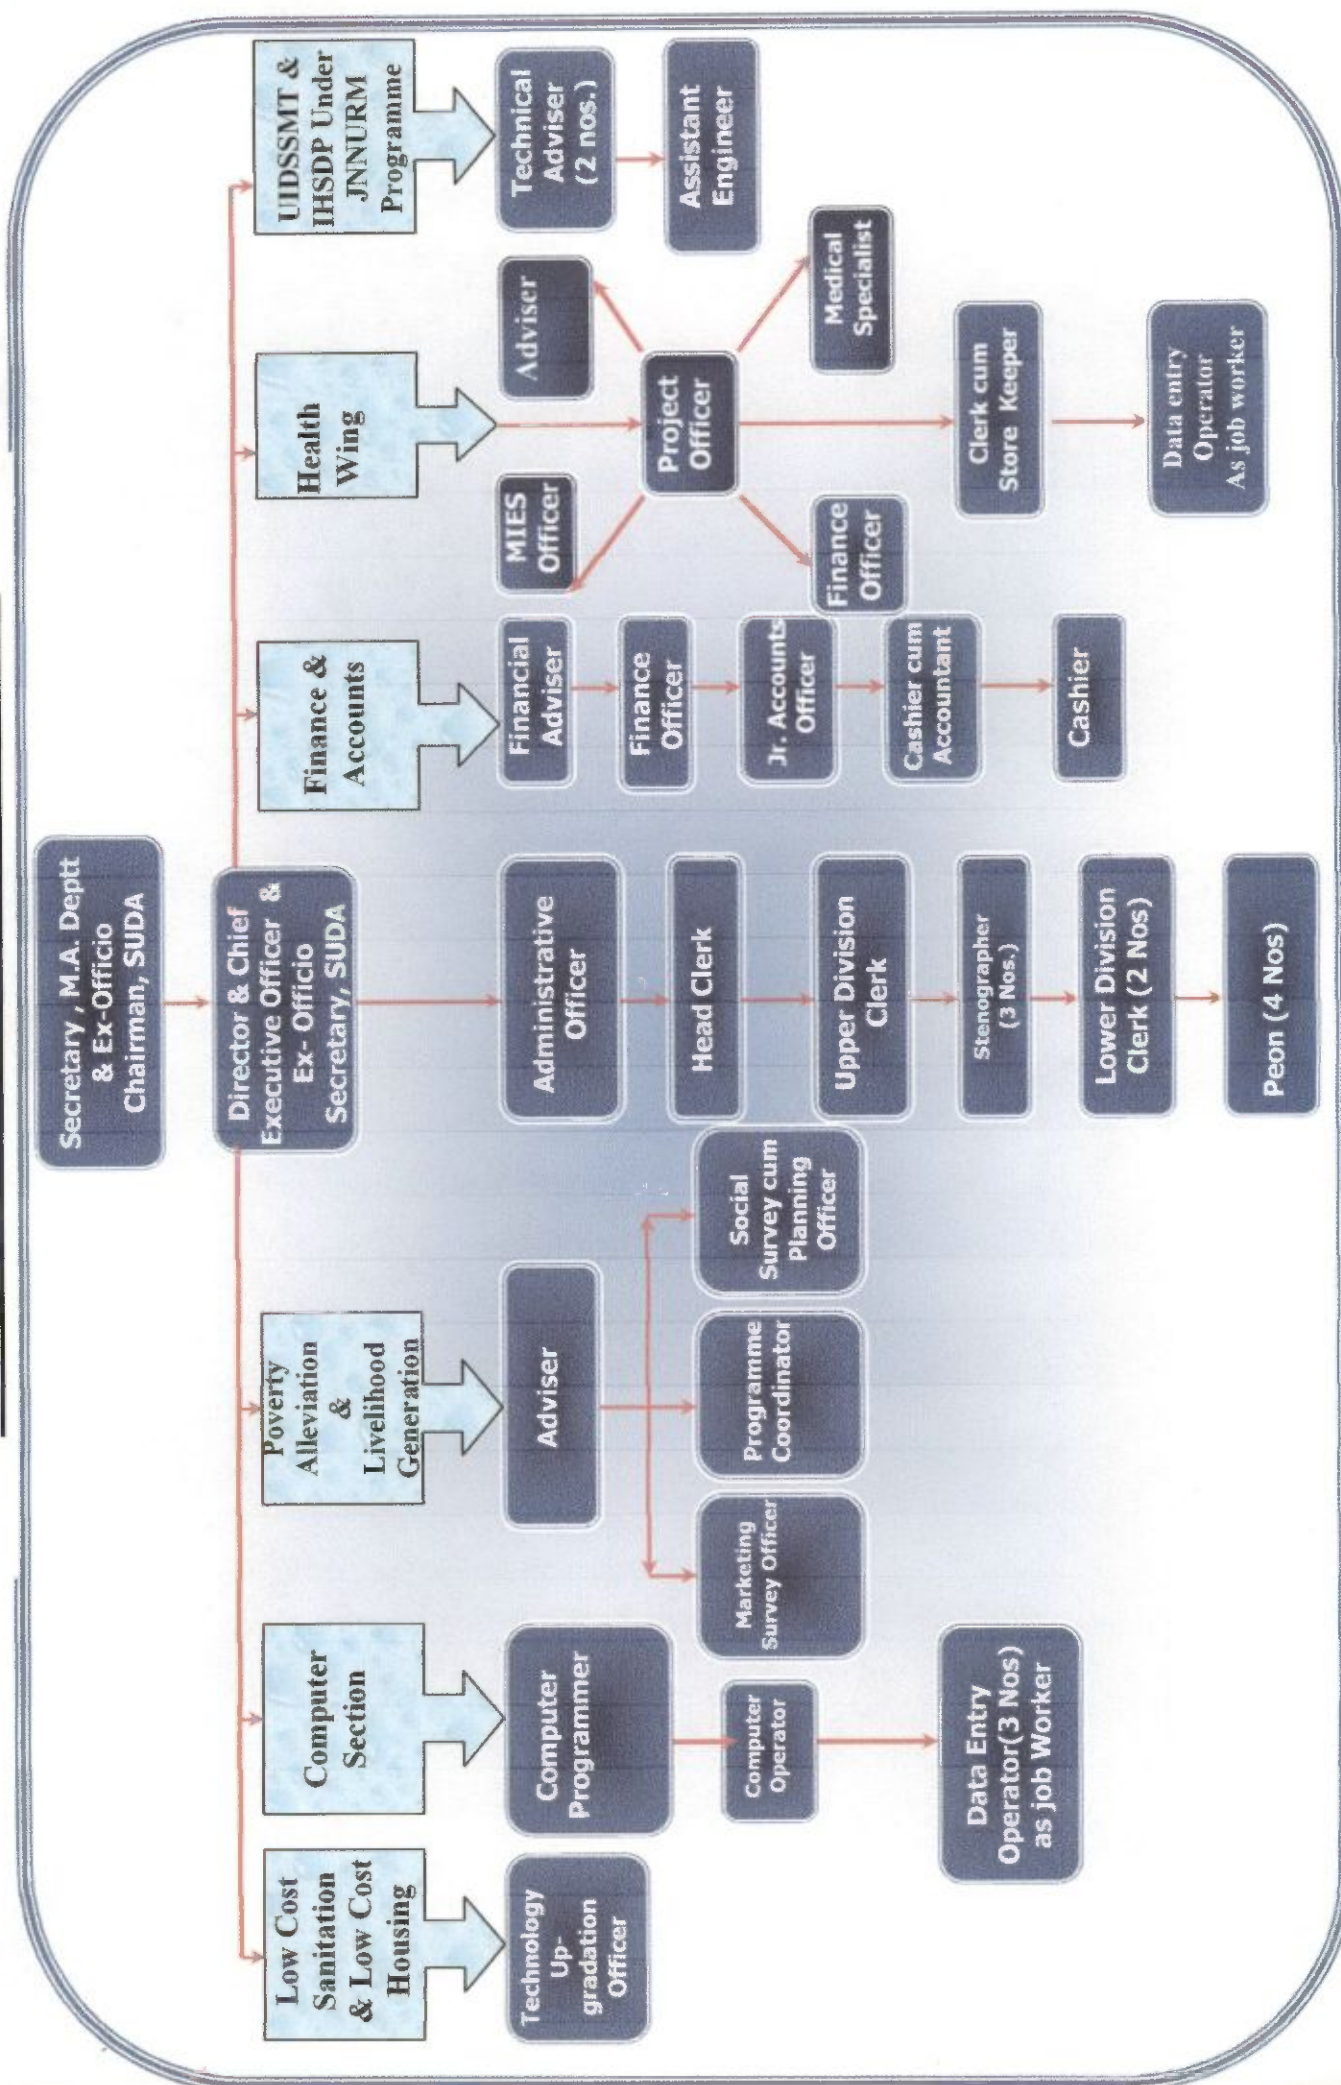 Secretary , M.A. Deptt
& Ex-Officio
Chairman, SUDA
Director & Chief
Executive Officer &
Ex- Officio
Secretary, SUDA
Low Cost
Sanitation
& Low Cost
Housing
Technology
Up-
gradation
Officer
Computer
Section
Computer
Programmer
Computer
Operator
Data Entry
Operator(3 Nos)
as job Worker
Poverty
Alleviation
&
Livelihood
Generation
Adviser
Marketing
Survey Officer
Programme
Coordinator
Social
Survey cum
Planning
Officer
Administrative
Officer
Head Clerk
Upper Division
Clerk
Stenographer
(3 Nos.)
Lower Division
Clerk (2 Nos)
Peon (4 Nos)
Finance &
Accounts
Financial
Adviser
Finance
Officer
Jr. Accounts
Officer
Cashier cum
Accountant
Cashier
Health
Wing
MIES
Officer
Adviser
Project
Officer
Finance
Officer
Medical
Specialist
Clerk cum
Store Keeper
Data entry
Operator
As job worker
UIDSSMT &
IHSDP Under
JNNURM
Programme
Technical
Adviser
(2 nos.)
Assistant
Engineer